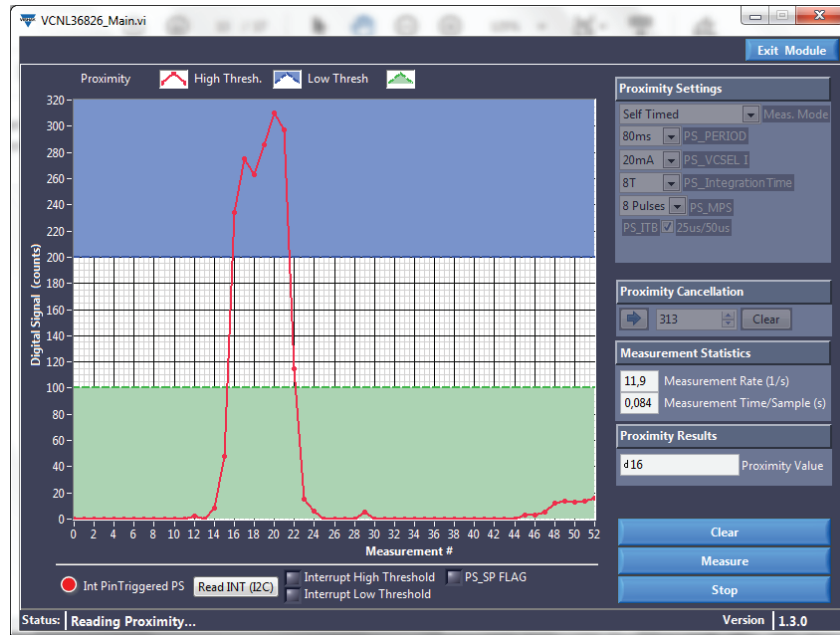 VCNL36826_Main.vi
Exit Module
Proximity High Thresh. Low Thresh
Digital Signal (counts)
320
300
280
260
240
220
200
180
160
140
120
100
80
60
40
20
0
0 2 4 6 8 10 12 14 16 18 20 22 24 26 28 30 32 34 36 38 40 42 44 46 48 50 52
Measurement #
Int PinTriggered PS
Read INT (I2C)
Interrupt High Threshold
Interrupt Low Threshold
PS_SP FLAG
Proximity Settings
Self Timed Meas. Mode
80ms PS_PERIOD
20mA PS_VCSEL I
8T PS_IntegrationTime
8 Pulses PS_MPS
PS_ITB 25us/50us
Proximity Cancellation
313 Clear
Measurement Statistics
11,9 Measurement Rate (1/s)
0,084 Measurement Time/Sample (s)
Proximity Results
d16 Proximity Value
Clear
Measure
Stop
Status: Reading Proximity...
Version 1.3.0